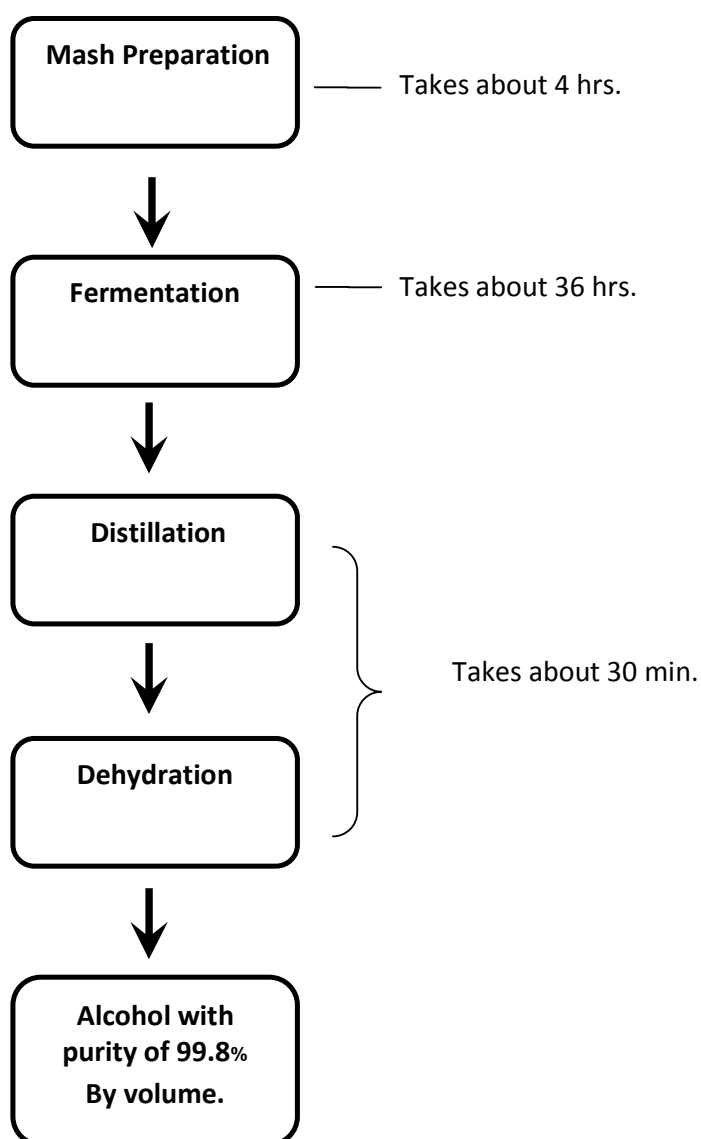 Mash Preparation
Takes about 4 hrs.
Fermentation
Takes about 36 hrs.
Distillation
Takes about 30 min.
Dehydration
Alcohol with
purity of 99.8%
By volume.